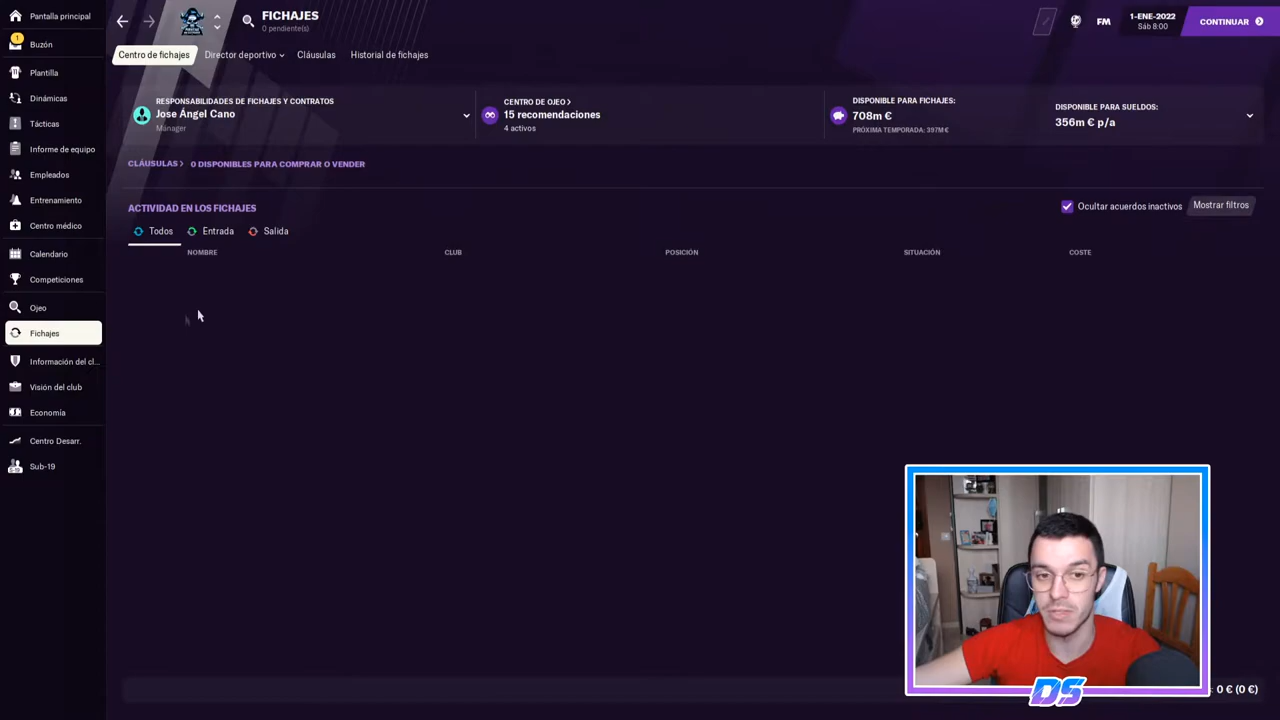 Pantalla principal
Buzón
1
Plantilla
Dinámicas
Tácticas
Informe de equipo
Empleados
Entrenamiento
Centro médico
Calendario
Competiciones
Ojeo
Fichajes
Información del cl...
Visión del club
Economía
Centro Desarr.
Sub-19
FICHAJES
0 pendiente(s)
FM
1-ENE-2022
Sáb 8:00
CONTINUAR
Centro de fichajes
Director deportivo
Cláusulas
Historial de fichajes
RESPONSABILIDADES DE FICHAJES Y CONTRATOS
Jose Ángel Cano
Manager
CENTRO DE OJEO >
15 recomendaciones
4 activos
DISPONIBLE PARA FICHAJES:
708m €
PRÓXIMA TEMPORADA: 397M €
DISPONIBLE PARA SUELDOS:
356m € p/a
CLÁUSULAS > 0 DISPONIBLES PARA COMPRAR O VENDER
ACTIVIDAD EN LOS FICHAJES
Ocultar acuerdos inactivos
Mostrar filtros
Todos
Entrada
Salida
NOMBRE CLUB POSICIÓN SITUACIÓN COSTE
DS
: 0 € (0 €)